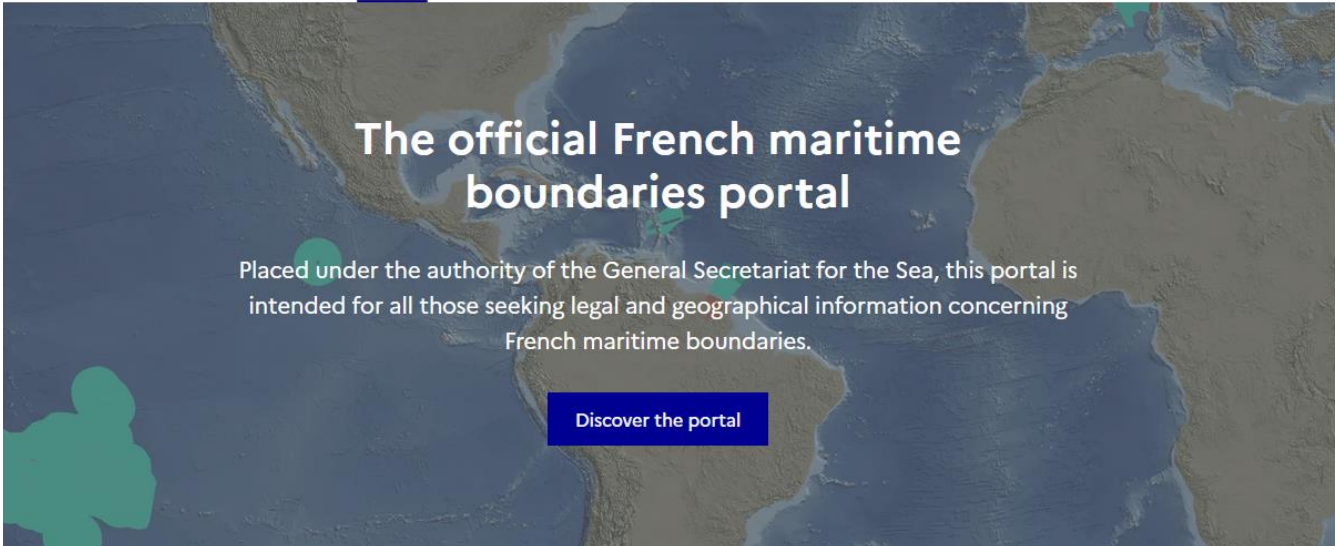 The official French maritime
boundaries portal
Placed under the authority of the General Secretariat for the Sea, this portal is
intended for all those seeking legal and geographical information concerning
French maritime boundaries.
Discover the portal